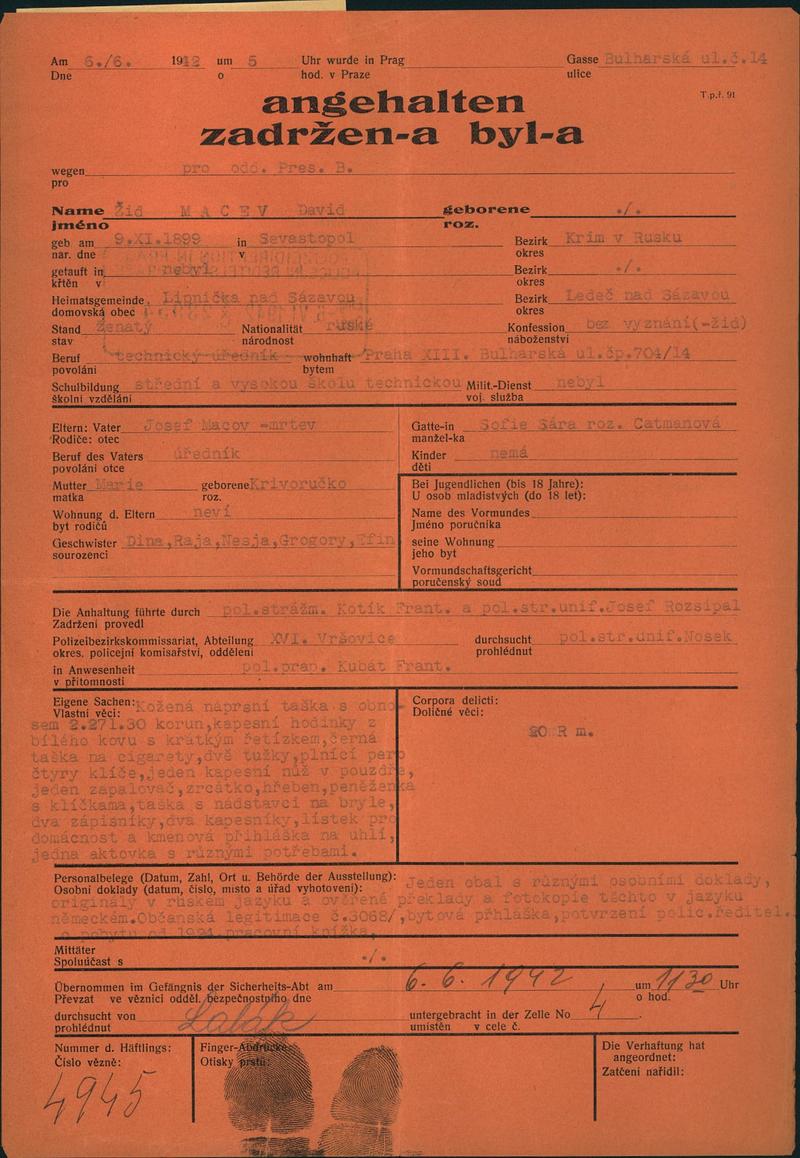 Am 6./6. 1942 um 5 Uhr wurde in Prag Gasse Bulharská ul.č.14
Dne o hod. v Praze ulice
T.p.ř. 91
angehalten
zadržen-a byl-a
wegen pro odd. Pres. B.
pro
Name Žid MACEV David geborene ./.
jméno roz.
geb am 9.XI.1899 in Sevastopol Bezirk Krim v Rusku
nar. dne v okres
getauft in nebyl Bezirk ./.
křtěn v okres
Heimatsgemeinde Lipnička nad Sázavou Bezirk Ledeč nad Sázavou
domovská obec okres
Stand ženatý Nationalität ruské Konfession bez vyznání(-žid)
stav národnost náboženství
Beruf technický úředník wohnhaft Praha XIII. Bulharská ul.čp.704/14
povoláni bytem
Schulbildung střední a vysokou školu technickou Milit.-Dienst nebyl
školní vzdělání voj. služba
Eltern: Vater Josef Macov -mrtev
Rodiče: otec
Beruf des Vaters úředník
povoláni otce
Mutter Marie geborene Krivoručko
matka roz.
Wohnung d. Eltern neví
byt rodičů
Geschwister Dina,Raja,Nesja,Grogory,Efin
sourozenci
Gatte-in Sofie Sára roz. Catmanová
manžel-ka
Kinder nemá
děti
Bei Jugendlichen (bis 18 Jahre):
U osob mladistvých (do 18 let):
Name des Vormundes
Jméno poručníka
seine Wohnung
jeho byt
Vormundschaftsgericht
poručenský soud
Die Anhaltung führte durch pol.strážm. Kotík Frant. a pol.str.unif.Josef Rozsípal
Zadržení provedl
Polizeibezirkskommissariat, Abteilung XVI. Vršovice durchsucht pol.str.unif.Nosek
okres. policejní komisařství, oddělení prohlédnut
in Anwesenheit pol.prap. Kubát Frant.
v přítomnosti
Eigene Sachen: Kožená náprsní taška s obno-
Vlastní věci:
sem 2.271.30 korun,kapesní hodinky z
bílého kovu s krátkým řetízkem,černá
taška na cigarety,dvě tužky,plnící pero
čtyry klíče,jeden kapesní nůž v pouzdře,
jeden zapalovač,zrcátko,hřeben,peněženka
s klíčkama,taška s nádstavci na brýle,
dva zápisníky,dva kapesníky,lístek pro
domácnost a kmenová přihláška na uhlí,
jedna aktovka s různými potřebami.
Corpora delicti:
Doličné věci:
20 R m.
Personalbelege (Datum, Zahl, Ort u. Behörde der Ausstellung): Jeden obal s různými osobními doklady,
Osobní doklady (datum, číslo, místo a úřad vyhotovení):
originály v ruském jazyku a ověřené překlady a fotokopie těchto v jazyku
německém.Občanská legitimace č.3068/,bytová přhláška,potvrzení polic.ředitel.
o pobytu od 1921,pracovní knížka,
Mittäter ./.
Spoluúčast s
Übernommen im Gefängnis der Sicherheits-Abt am 6. 6. 1942 um 1130 Uhr
Převzat ve věznici odděl. bezpečnostního dne o hod.
durchsucht von untergebracht in der Zelle No 4.
prohlédnut umistěn v cele č.
Nummer d. Häftlings:
Číslo vězně:
4945
Finger-Abdrücke:
Otisky prstů:
Die Verhaftung hat
angeordnet:
Zatčení nařídil: